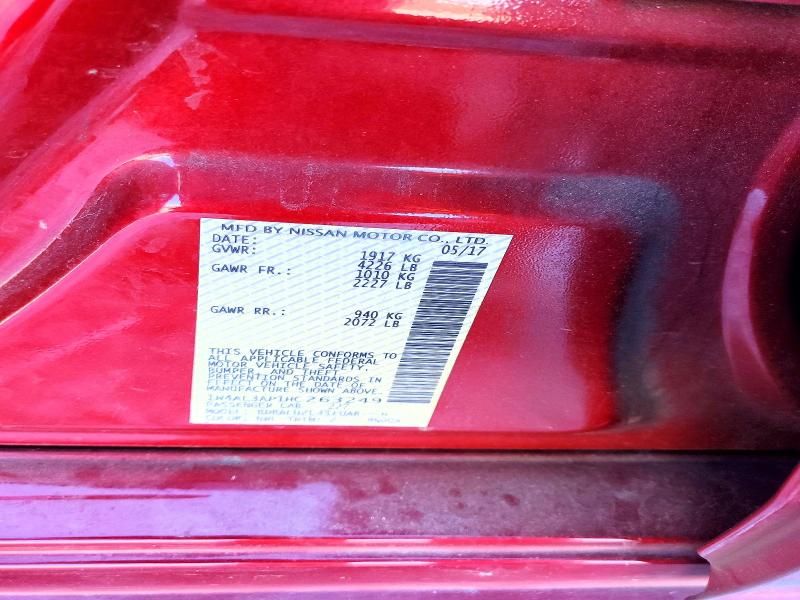 MFD BY NISSAN MOTOR CO., LTD.
DATE: 05/17
GVWR: 1917 KG
4226 LB
GAWR FR.: 1010 KG
2227 LB
GAWR RR.: 940 KG
2072 LB
THIS VEHICLE CONFORMS TO
ALL APPLICABLE FEDERAL
MOTOR VEHICLE SAFETY,
BUMPER, AND THEFT
PREVENTION STANDARDS IN
EFFECT ON THE DATE OF
MANUFACTURE SHOWN ABOVE.
PASSENGER CAR
MODEL: